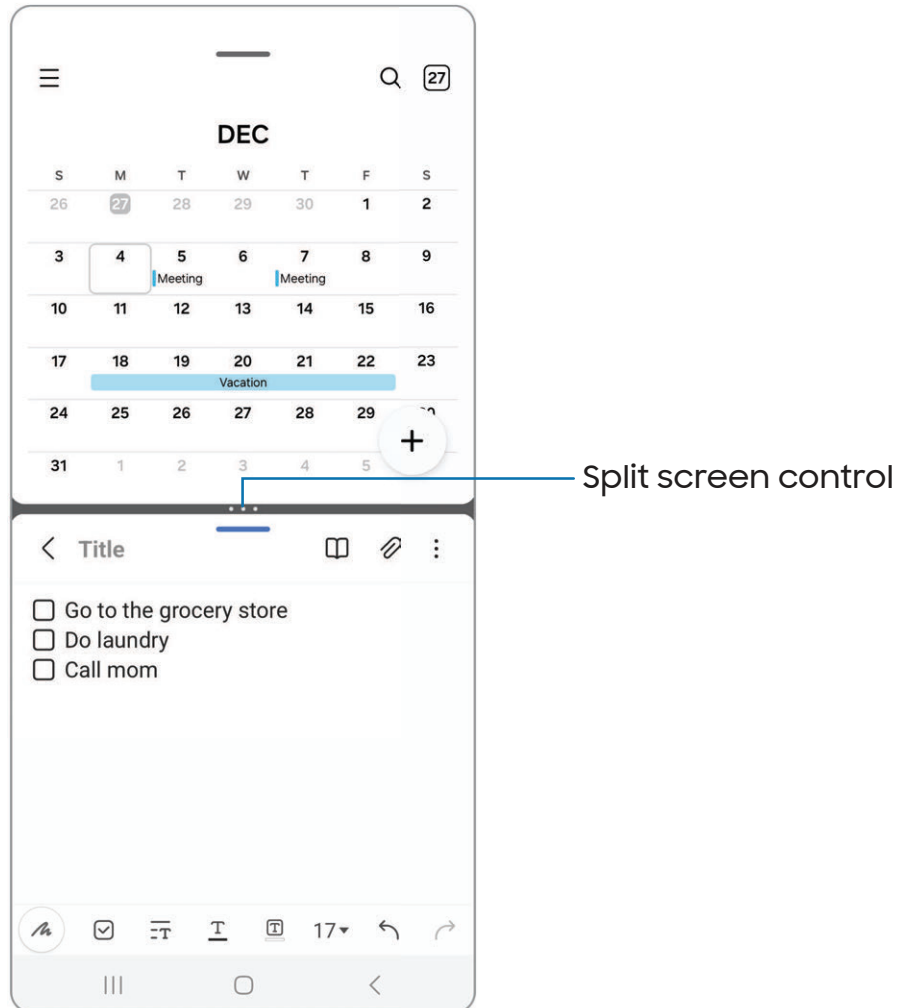 27
DEC
S M T W T F S
26 27 28 29 30 1 2
3 4 5 6 7 8 9
Meeting Meeting
10 11 12 13 14 15 16
17 18 19 20 21 22 23
Vacation
24 25 26 27 28 29
31 1 2 3 4 5
Split screen control
Title
Go to the grocery store
Do laundry
Call mom
T T T 17